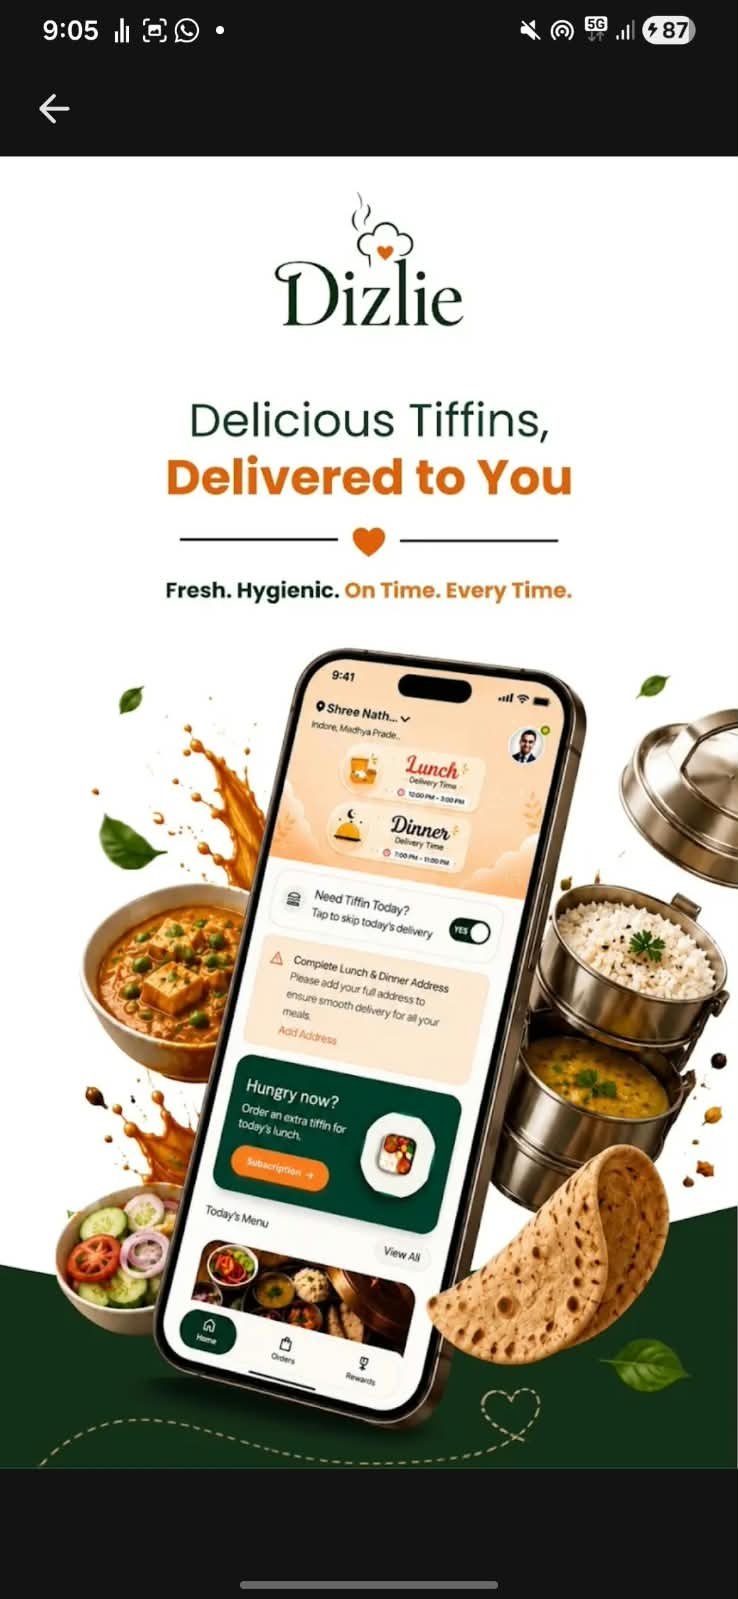 9:05
5G
87
Dizlie
Delicious Tiffins,
Delivered to You
Fresh. Hygienic. On Time. Every Time.
9:41
Shree Nath...
Indore, Madhya Prade..
Lunch
Delivery Time
12:00 PM - 3:00 PM
Dinner
Delivery Time
7:00 PM - 11:00 PM
Need Tiffin Today?
Tap to skip today's delivery
YES
Complete Lunch & Dinner Address
Please add your full address to
ensure smooth delivery for all your
meals.
Add Address
Hungry now?
Order an extra tiffin for
today's lunch.
Subscription →
Today's Menu
View All
Home
Orders
Rewards